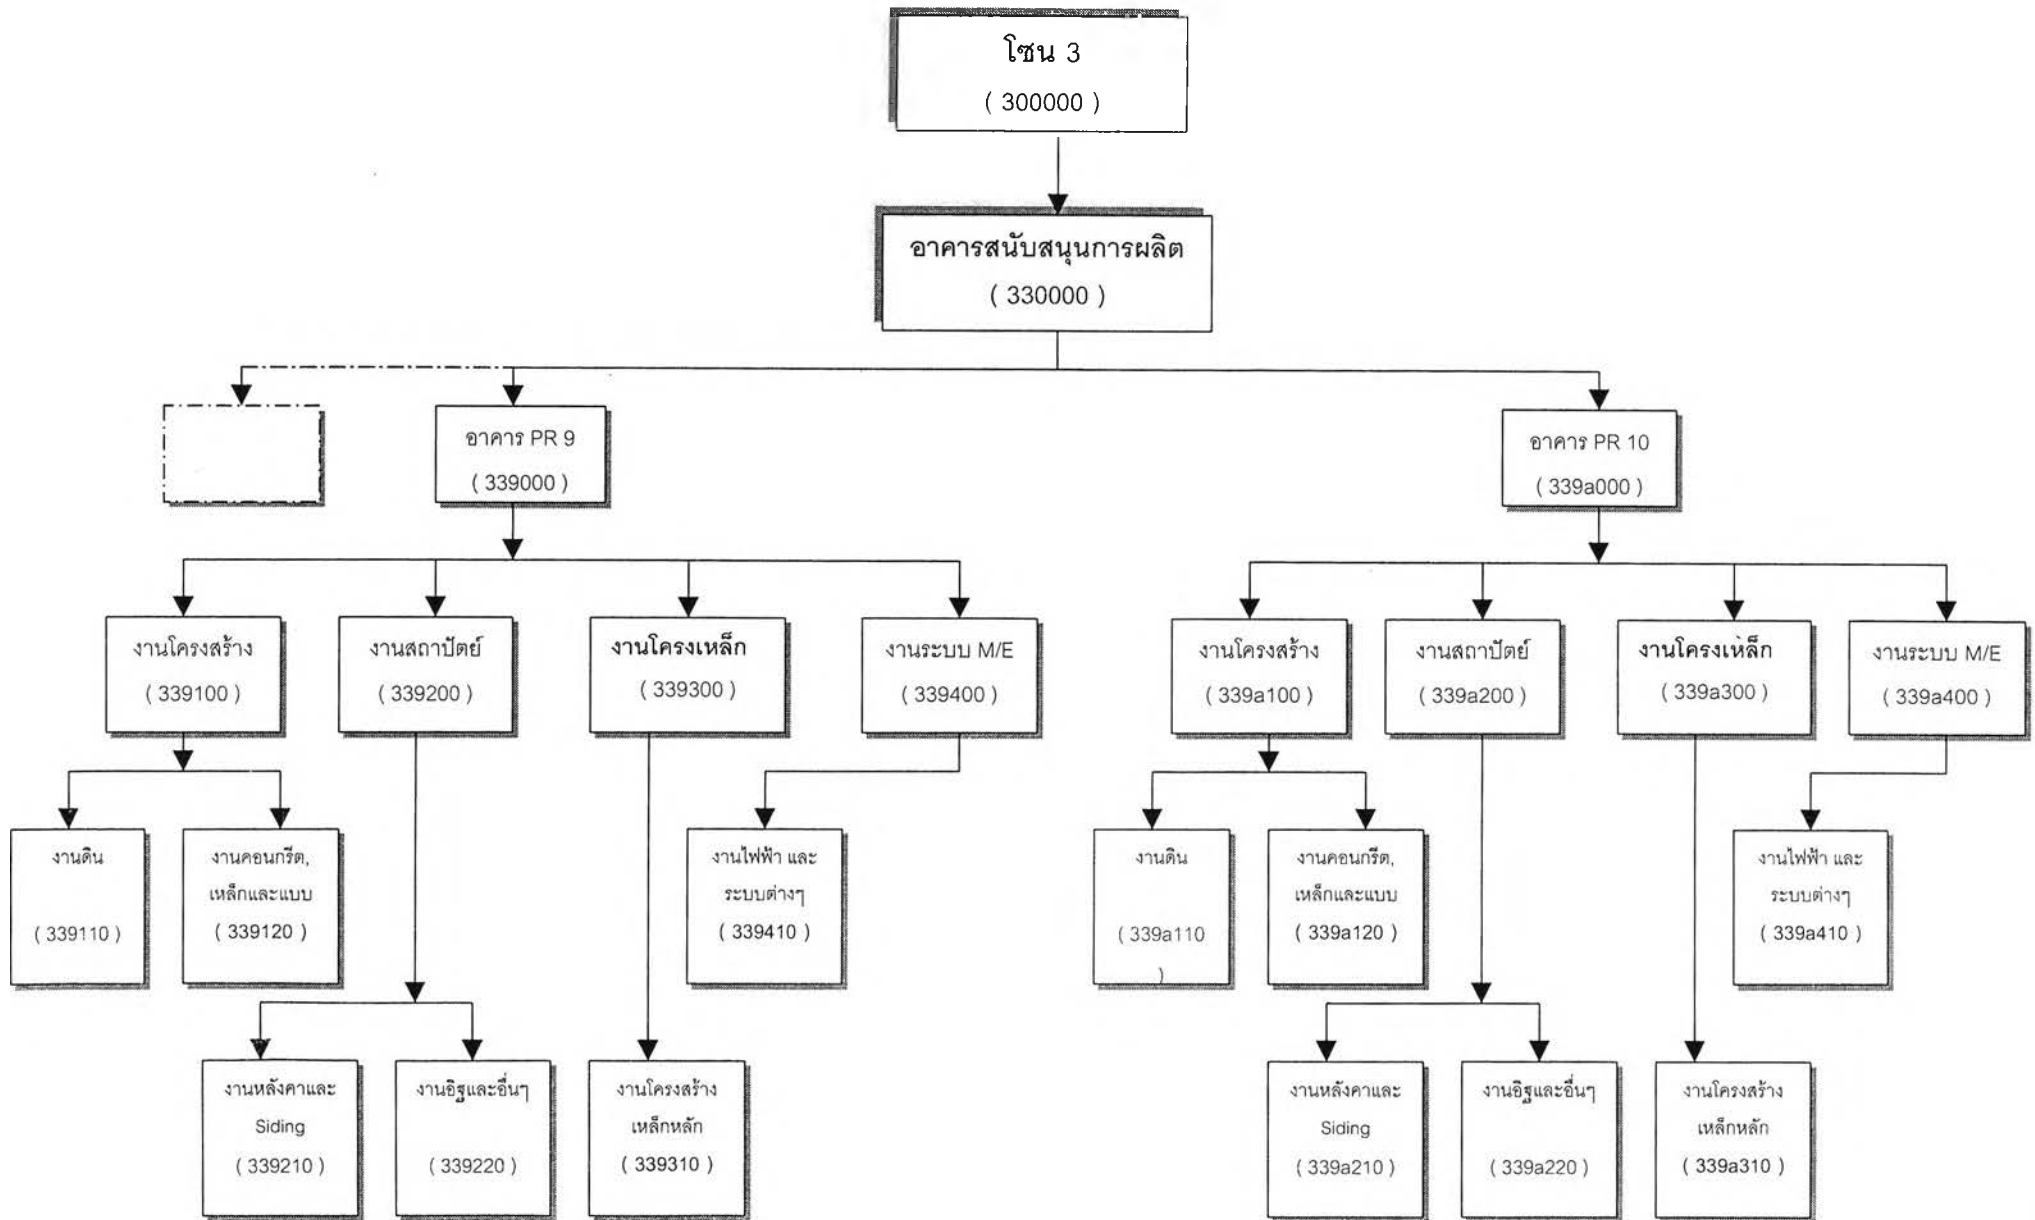 โซน 3
( 300000 )
อาคารสนับสนุนการผลิต
( 330000 )
อาคาร PR 9
( 339000 )
อาคาร PR 10
( 339a000 )
งานโครงสร้าง
( 339100 )
งานสถาปัตย์
( 339200 )
งานโครงเหล็ก
( 339300 )
งานระบบ M/E
( 339400 )
งานโครงสร้าง
( 339a100 )
งานสถาปัตย์
( 339a200 )
งานโครงเหล็ก
( 339a300 )
งานระบบ M/E
( 339a400 )
งานดิน
( 339110 )
งานคอนกรีต,
เหล็กและแบบ
( 339120 )
งานไฟฟ้า และ
ระบบต่างๆ
( 339410 )
งานดิน
( 339a110
)
งานคอนกรีต,
เหล็กและแบบ
( 339a120 )
งานไฟฟ้า และ
ระบบต่างๆ
( 339a410 )
งานหลังคาและ
Siding
( 339210 )
งานอิฐและอื่นๆ
( 339220 )
งานโครงสร้าง
เหล็กหลัก
( 339310 )
งานหลังคาและ
Siding
( 339a210 )
งานอิฐและอื่นๆ
( 339a220 )
งานโครงสร้าง
เหล็กหลัก
( 339a310 )